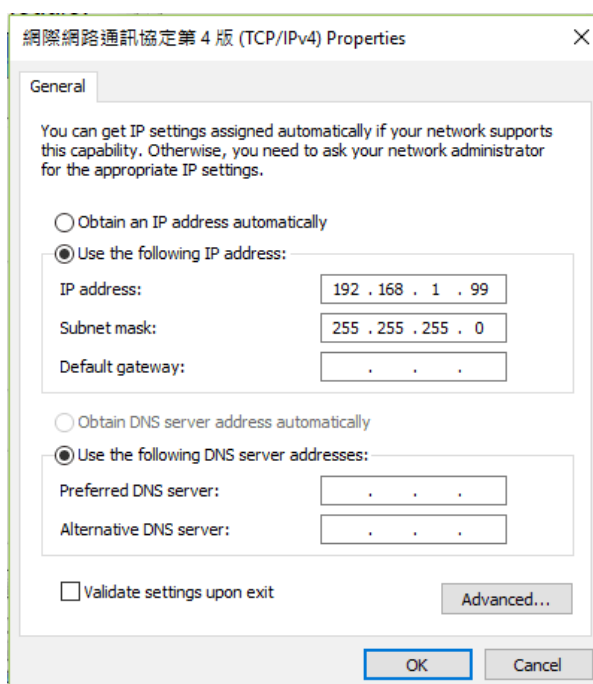 網際網路通訊協定第 4 版 (TCP/IPv4) Properties
General
You can get IP settings assigned automatically if your network supports
this capability. Otherwise, you need to ask your network administrator
for the appropriate IP settings.
Obtain an IP address automatically
Use the following IP address:
IP address: 192 . 168 . 1 . 99
Subnet mask: 255 . 255 . 255 . 0
Default gateway: . . .
Obtain DNS server address automatically
Use the following DNS server addresses:
Preferred DNS server: . . .
Alternative DNS server: . . .
Validate settings upon exit
Advanced...
OK Cancel